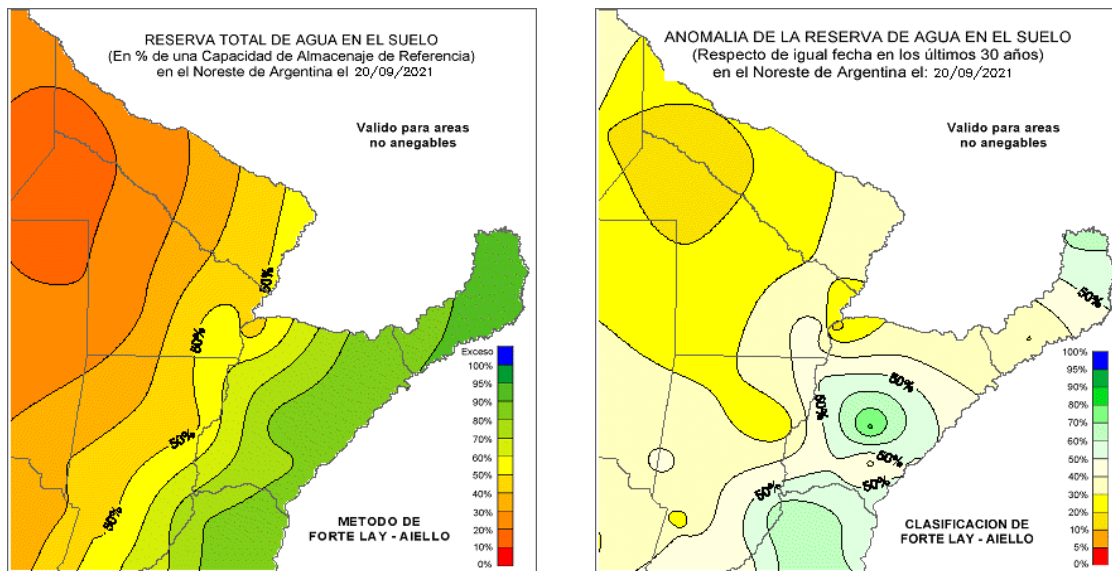 RESERVA TOTAL DE AGUA EN EL SUELO
(En % de una Capacidad de Almacenaje de Referencia)
en el Noreste de Argentina el 20/09/2021
Valido para areas
no anegables
50%
50%
50%
50%
METODO DE
FORTE LAY - AIELLO
Exceso
100%
95%
90%
80%
70%
60%
50%
40%
30%
20%
10%
0%
ANOMALIA DE LA RESERVA DE AGUA EN EL SUELO
(Respecto de igual fecha en los últimos 30 años)
en el Noreste de Argentina el: 20/09/2021
Valido para areas
no anegables
50%
50%
50%
50%
50%
50%
CLASIFICACION DE
FORTE LAY - AIELLO
100%
95%
90%
80%
70%
60%
50%
40%
30%
20%
10%
5%
0%